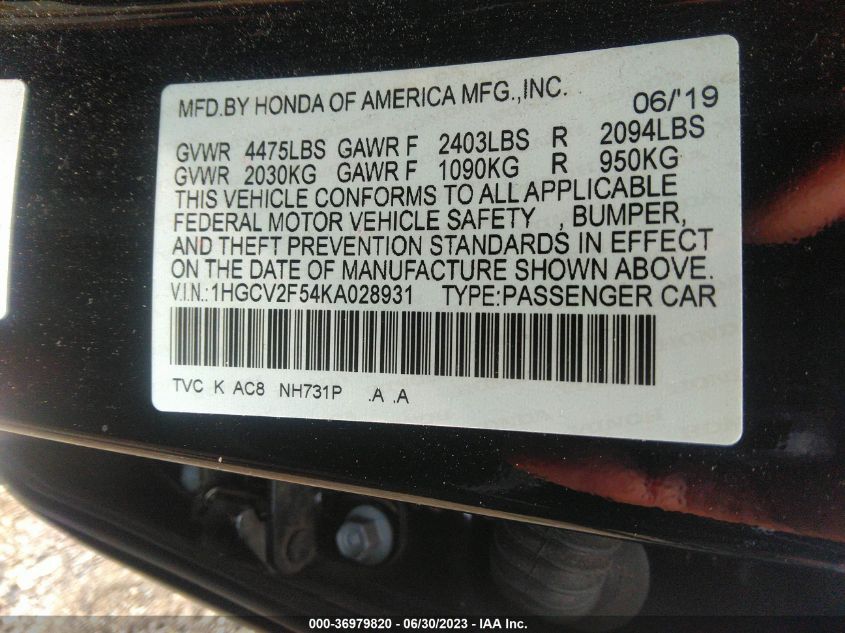 MFD.BY HONDA OF AMERICA MFG.,INC. 06/'19
GVWR 4475LBS GAWR F 2403LBS R 2094LBS
GVWR 2030KG GAWR F 1090KG R 950KG
THIS VEHICLE CONFORMS TO ALL APPLICABLE
FEDERAL MOTOR VEHICLE SAFETY , BUMPER,
AND THEFT PREVENTION STANDARDS IN EFFECT
ON THE DATE OF MANUFACTURE SHOWN ABOVE.
V.I.N.:1HGCV2F54KA028931 TYPE:PASSENGER CAR
TVC K AC8 NH731P .A .A
000-36979820 - 06/30/2023 - IAA Inc.